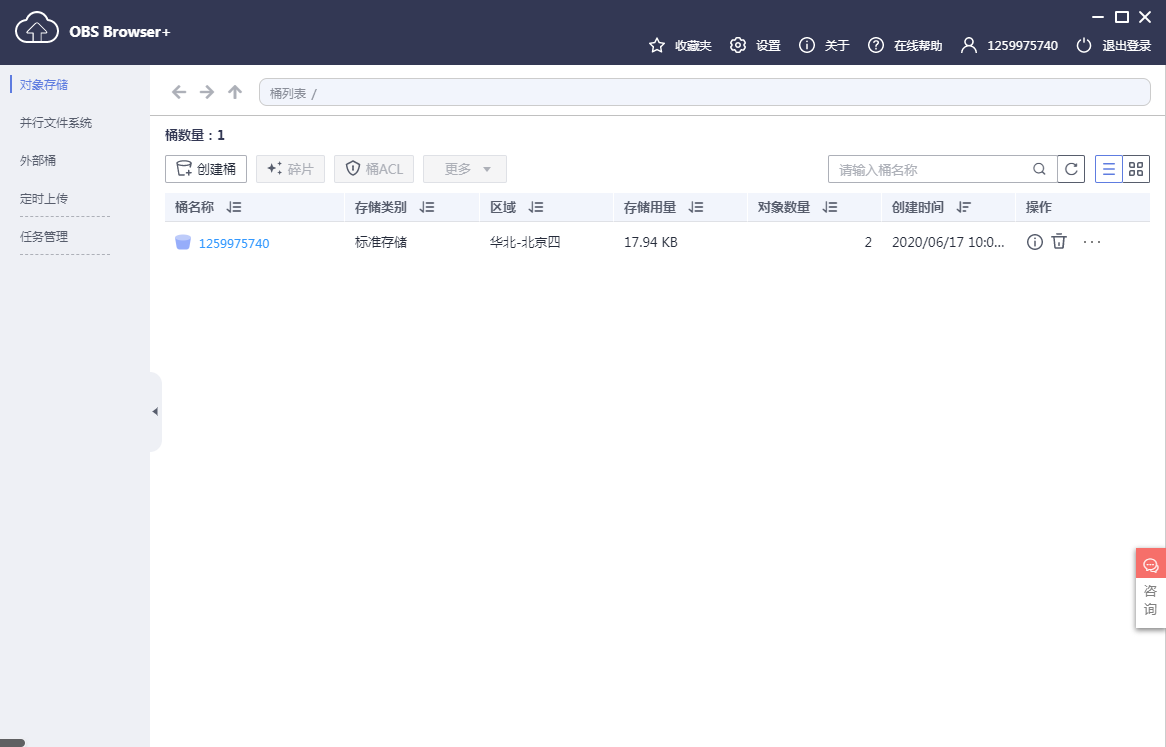 OBS Browser+
收藏夹 设置 关于 在线帮助 1259975740 退出登录
对象存储
并行文件系统
外部桶
定时上传
任务管理
桶列表 /
桶数量：1
创建桶 碎片 桶ACL 更多 请输入桶名称
桶名称 存储类别 区域 存储用量 对象数量 创建时间 操作
1259975740 标准存储 华北-北京四 17.94 KB 2 2020/06/17 10:0... ...
咨
询